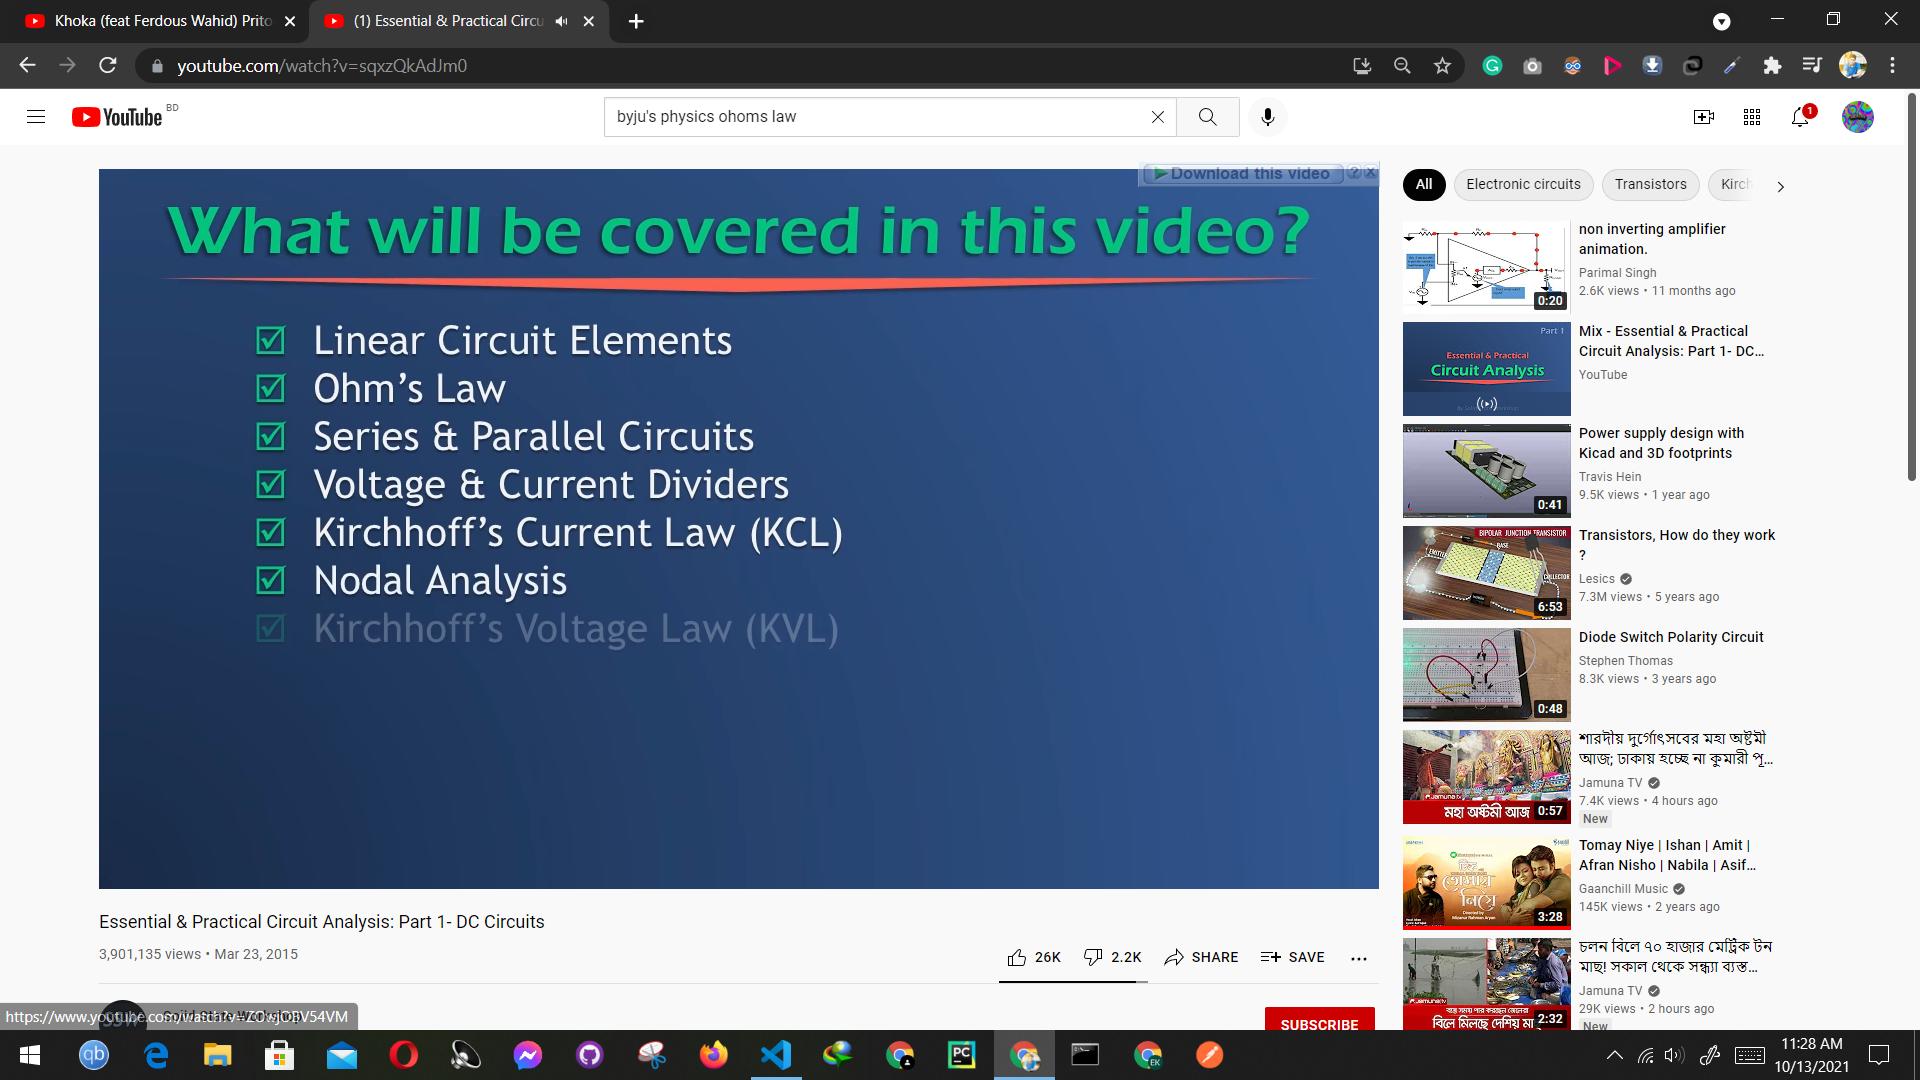 Khoka (feat Ferdous Wahid) Prito
(1) Essential & Practical Circu
youtube.com/watch?v=sqxzQkAdJm0
YouTube BD
byju's physics ohoms law
1
Download this video
What will be covered in this video?
Linear Circuit Elements
Ohm's Law
Series & Parallel Circuits
Voltage & Current Dividers
Kirchhoff's Current Law (KCL)
Nodal Analysis
Kirchhoff's Voltage Law (KVL)
Essential & Practical Circuit Analysis: Part 1- DC Circuits
3,901,135 views • Mar 23, 2015
26K 2.2K SHARE SAVE
SUBSCRIBE
All Electronic circuits Transistors Kirch
non inverting amplifier
animation.
Parimal Singh
2.6K views • 11 months ago
0:20
Part 1
Essential & Practical
Circuit Analysis
Mix - Essential & Practical
Circuit Analysis: Part 1- DC...
YouTube
Power supply design with
Kicad and 3D footprints
Travis Hein
9.5K views • 1 year ago
0:41
BIPOLAR JUNCTION TRANSISTOR
BASE
EMITTER
COLLECTOR
6:53
Transistors, How do they work
?
Lesics
7.3M views • 5 years ago
Diode Switch Polarity Circuit
Stephen Thomas
8.3K views • 3 years ago
0:48
শারদীয় দুর্গোৎসবের মহা অষ্টমী
আজ; ঢাকায় হচ্ছে না কুমারী পূ...
Jamuna TV
7.4K views • 4 hours ago
New
Jamuna TV
মহা অষ্টমী আজ 0:57
Tomay Niye | Ishan | Amit |
Afran Nisho | Nabila | Asif...
Gaanchill Music
145K views • 2 years ago
তোমায় নিয়ে
Directed by
3:28
চলন বিলে ৭০ হাজার মেট্রিক টন
মাছ! সকাল থেকে সন্ধ্যা ব্যস্ত...
Jamuna TV
29K views • 2 hours ago
New
Jamuna TV
বিলে মিলছে দেশিয় মা 2:32
11:28 AM
10/13/2021